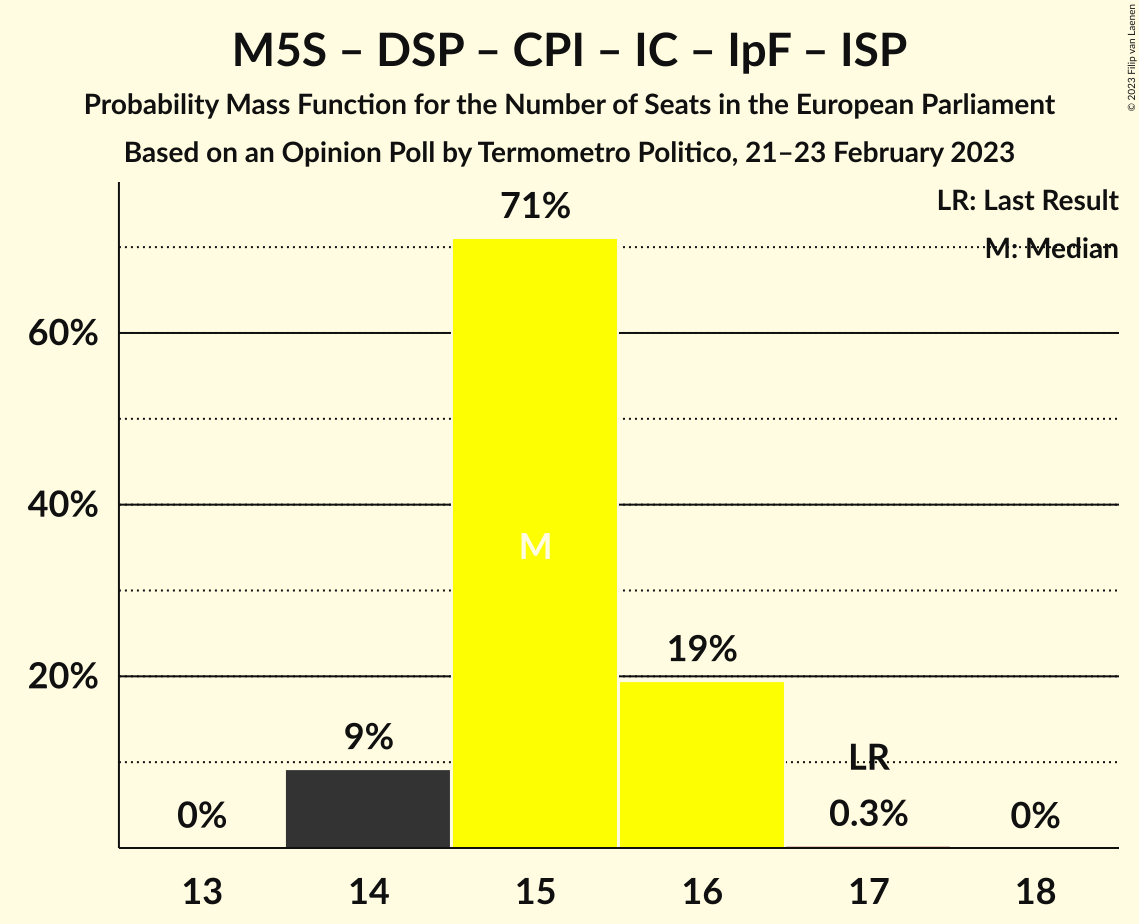 M5S – DSP – CPI – IC – IpF – ISP
Probability Mass Function for the Number of Seats in the European Parliament
Based on an Opinion Poll by Termometro Politico, 21–23 February 2023
© 2023 Filip van Laenen
LR: Last Result
M: Median
71%
60%
40%
M
19%
20%
9%
LR
0%
0.3%
0%
13 14 15 16 17 18